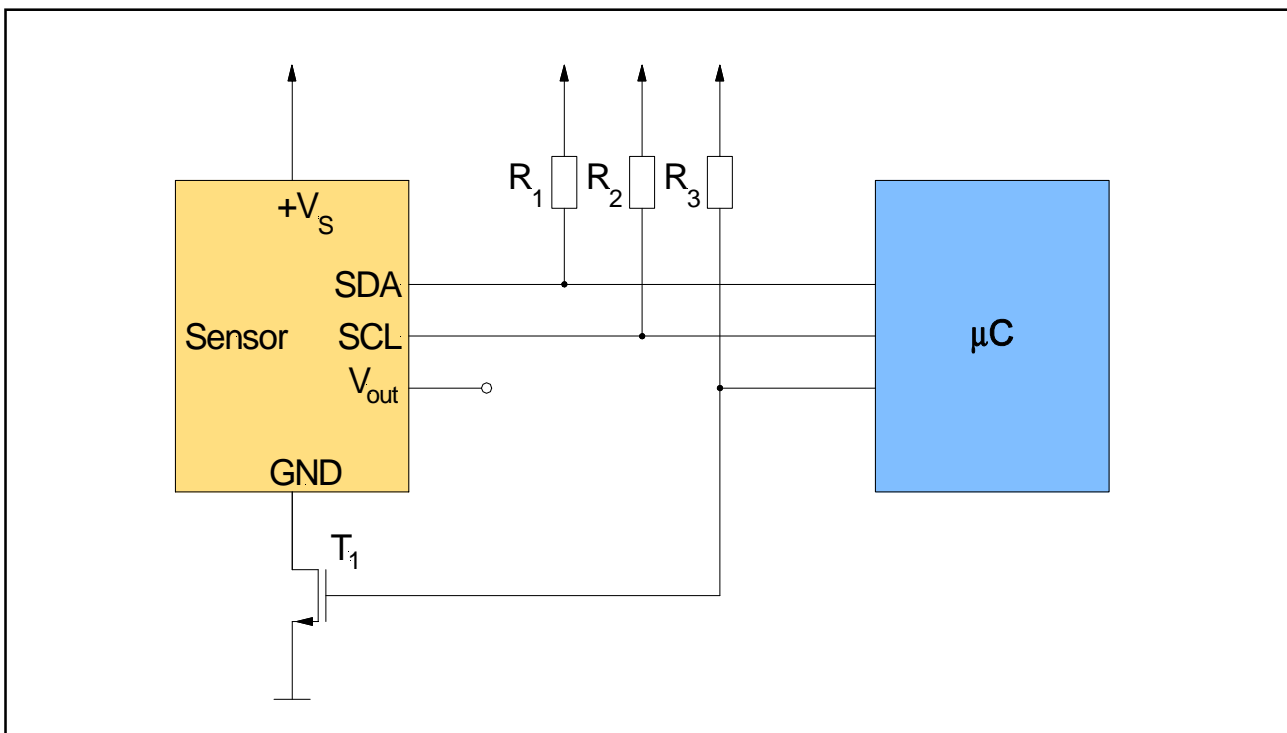 R1 R2 R3
+VS
SDA
Sensor SCL μC
Vout
GND
T1